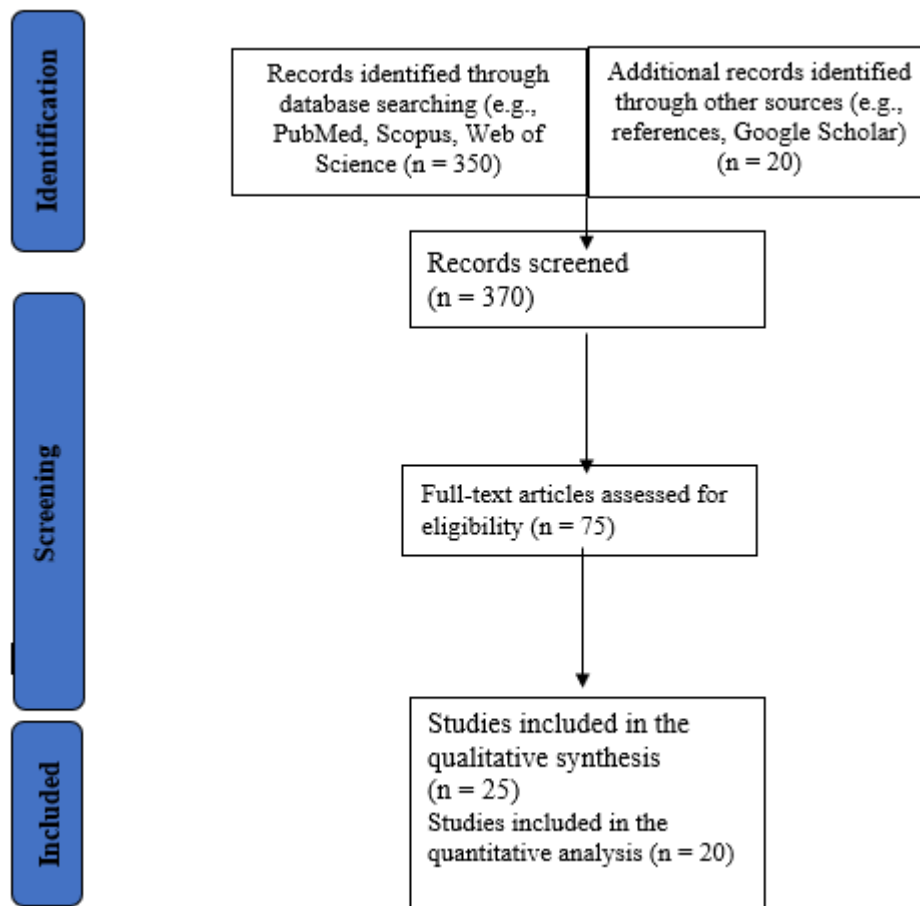 Identification
Records identified through
database searching (e.g.,
PubMed, Scopus, Web of
Science (n = 350)
Additional records identified
through other sources (e.g.,
references, Google Scholar)
(n = 20)
Records screened
(n = 370)
Screening
Full-text articles assessed for
eligibility (n = 75)
Included
Studies included in the
qualitative synthesis
(n = 25)
Studies included in the
quantitative analysis (n = 20)